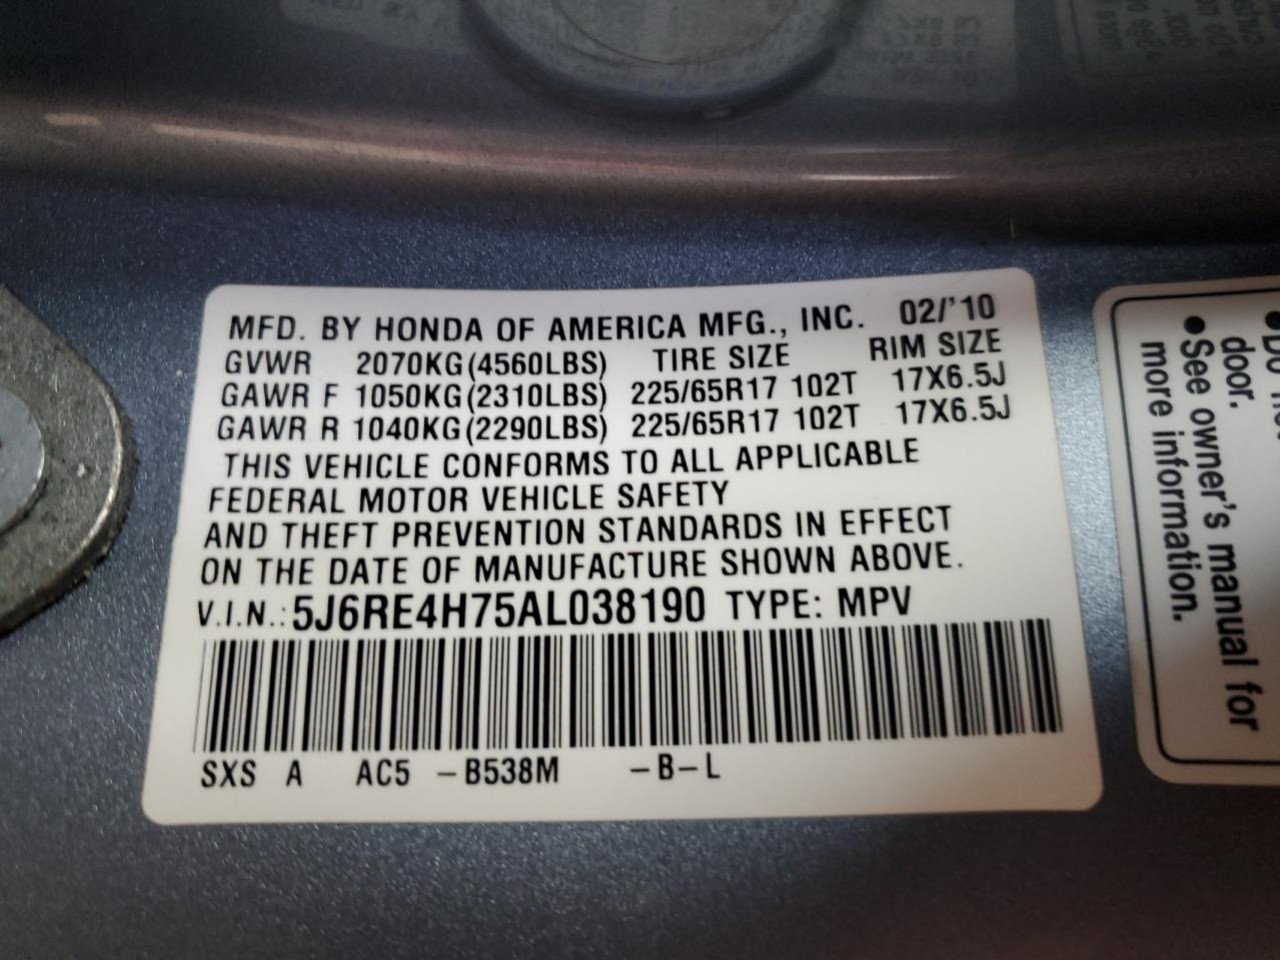 MFD. BY HONDA OF AMERICA MFG., INC. 02/'10
GVWR 2070KG(4560LBS) TIRE SIZE RIM SIZE
GAWR F 1050KG(2310LBS) 225/65R17 102T 17X6.5J
GAWR R 1040KG(2290LBS) 225/65R17 102T 17X6.5J
THIS VEHICLE CONFORMS TO ALL APPLICABLE
FEDERAL MOTOR VEHICLE SAFETY
AND THEFT PREVENTION STANDARDS IN EFFECT
ON THE DATE OF MANUFACTURE SHOWN ABOVE.
V.I.N.: 5J6RE4H75AL038190 TYPE: MPV
SXS A AC5 -B538M -B-L
door.
• See owner's manual for
more information.